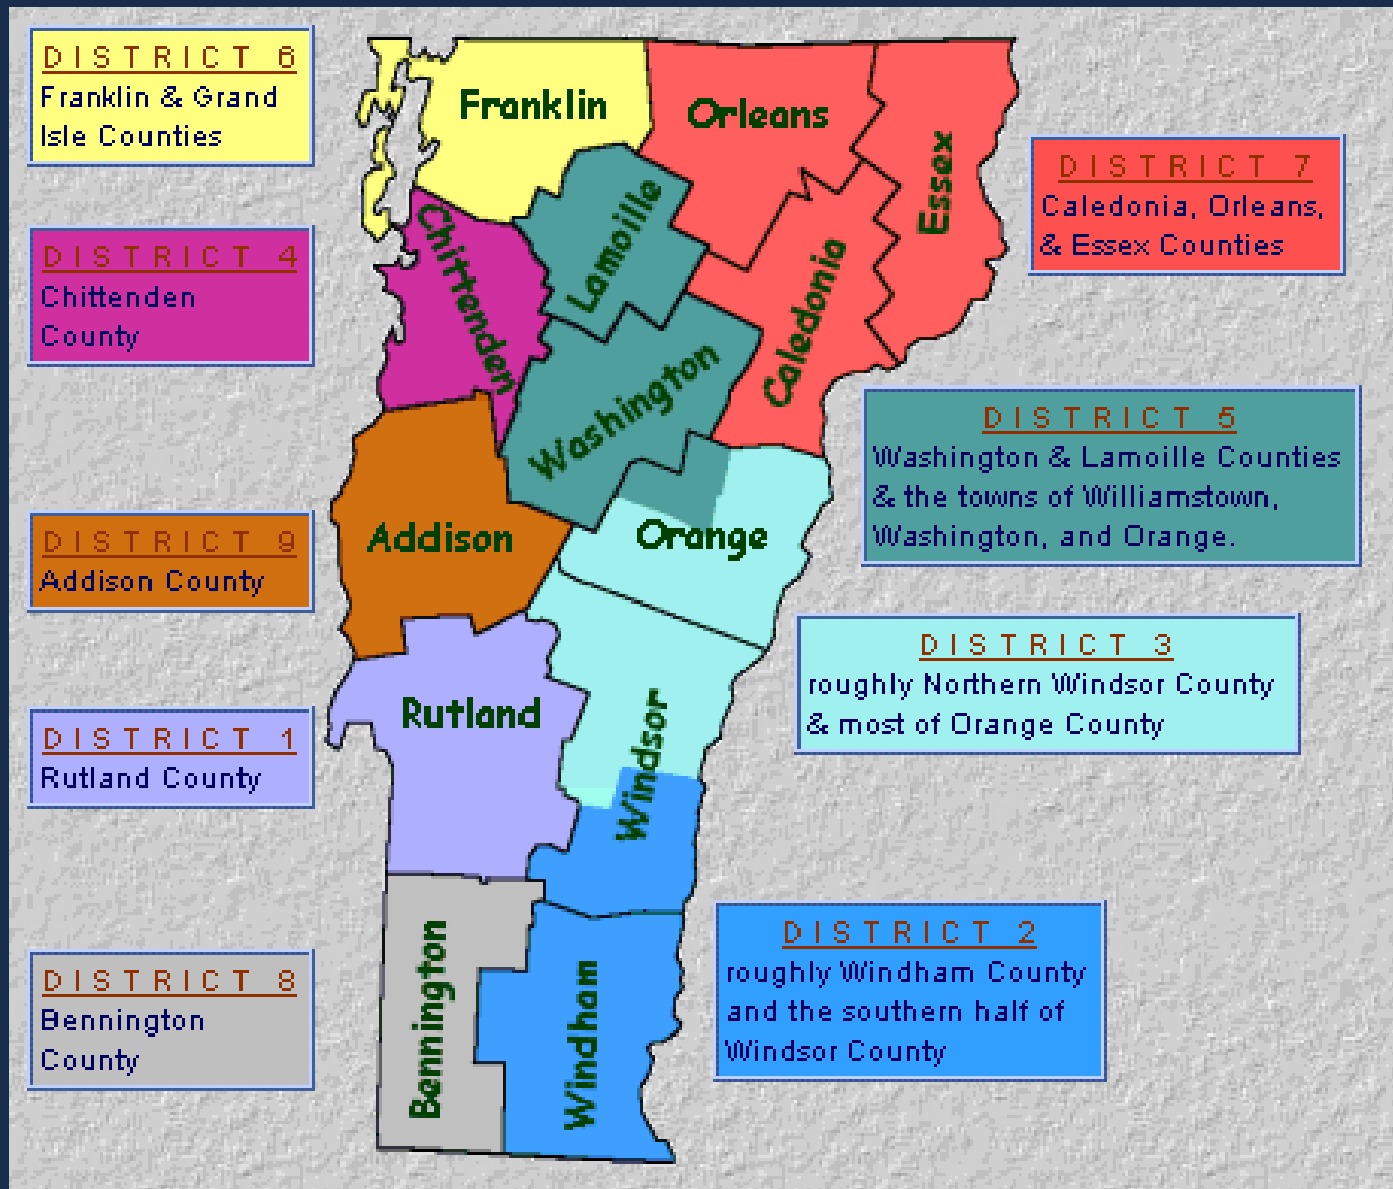 DISTRICT 6
Franklin & Grand
Isle Counties
DISTRICT 4
Chittenden
County
DISTRICT 9
Addison County
DISTRICT 1
Rutland County
DISTRICT 8
Bennington
County
Franklin
Orleans
Essex
Lamoille
Chittenden
Caledonia
Washington
Addison
Orange
Rutland
Windsor
Bennington
Windham
DISTRICT 7
Caledonia, Orleans,
& Essex Counties
DISTRICT 5
Washington & Lamoille Counties
& the towns of Williamstown,
Washington, and Orange.
DISTRICT 3
roughly Northern Windsor County
& most of Orange County
DISTRICT 2
roughly Windham County
and the southern half of
Windsor County